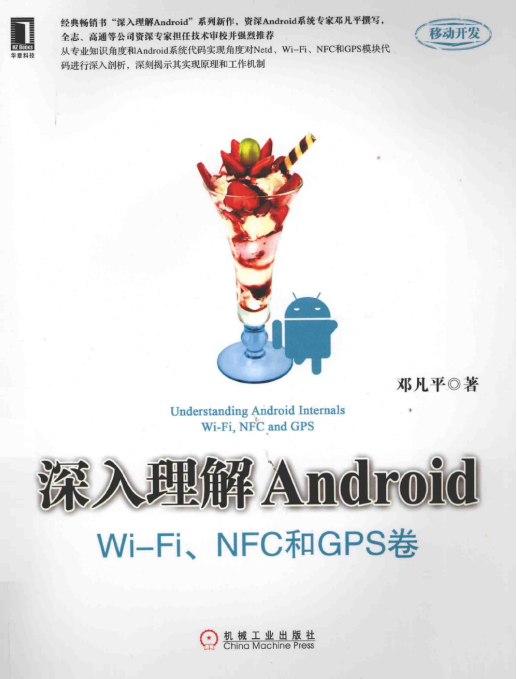 华章科技
经典畅销书“深入理解Android”系列新作，资深Android系统专家邓凡平撰写，
全志、高通等公司资深专家担任技术审校并强烈推荐
从专业知识角度和Android系统代码实现角度对Netd、Wi-Fi、NFC和GPS模块代
码进行深入剖析，深刻揭示其实现原理和工作机制
移动开发
邓凡平◎著
Understanding Android Internals
Wi-Fi, NFC and GPS
深入理解Android
Wi-Fi、NFC和GPS卷
机械工业出版社
China Machine Press